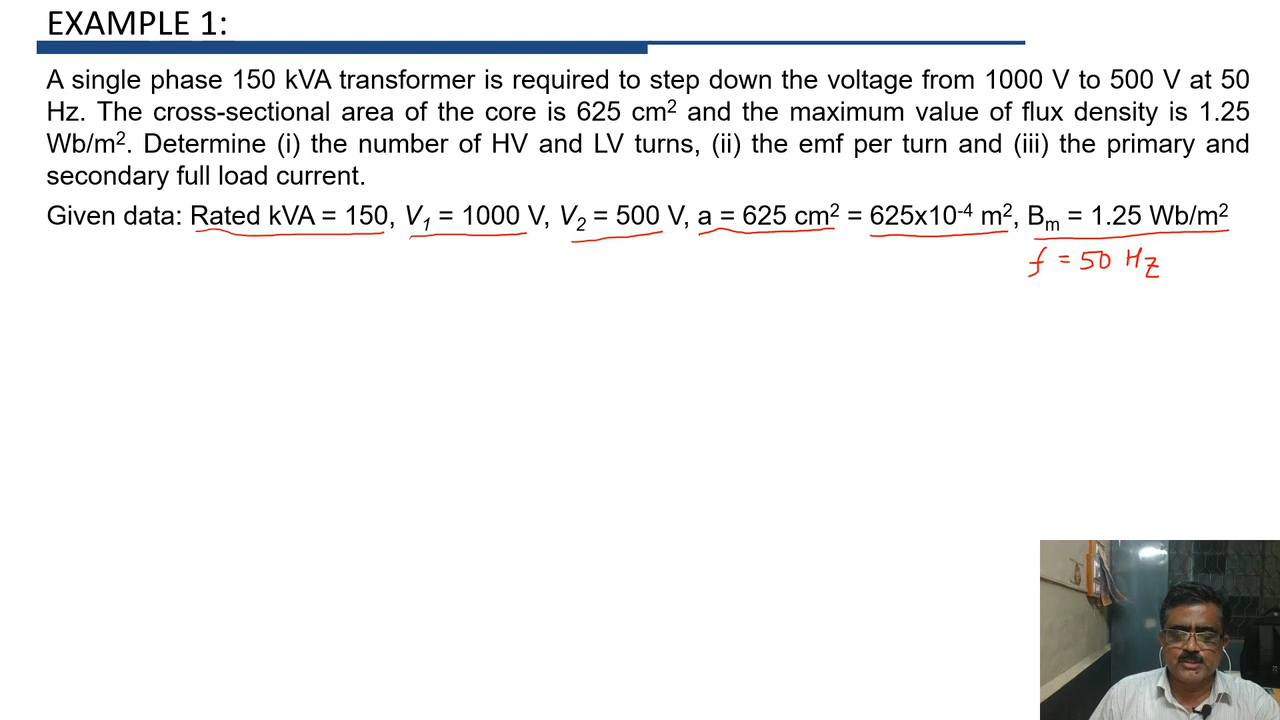 EXAMPLE 1:
A single phase 150 kVA transformer is required to step down the voltage from 1000 V to 500 V at 50
Hz. The cross-sectional area of the core is 625 cm² and the maximum value of flux density is 1.25
Wb/m². Determine (i) the number of HV and LV turns, (ii) the emf per turn and (iii) the primary and
secondary full load current.
Given data: Rated kVA = 150, V₁ = 1000 V, V₂ = 500 V, a = 625 cm² = 625x10⁻⁴ m², Bₘ = 1.25 Wb/m²
f = 50 Hz